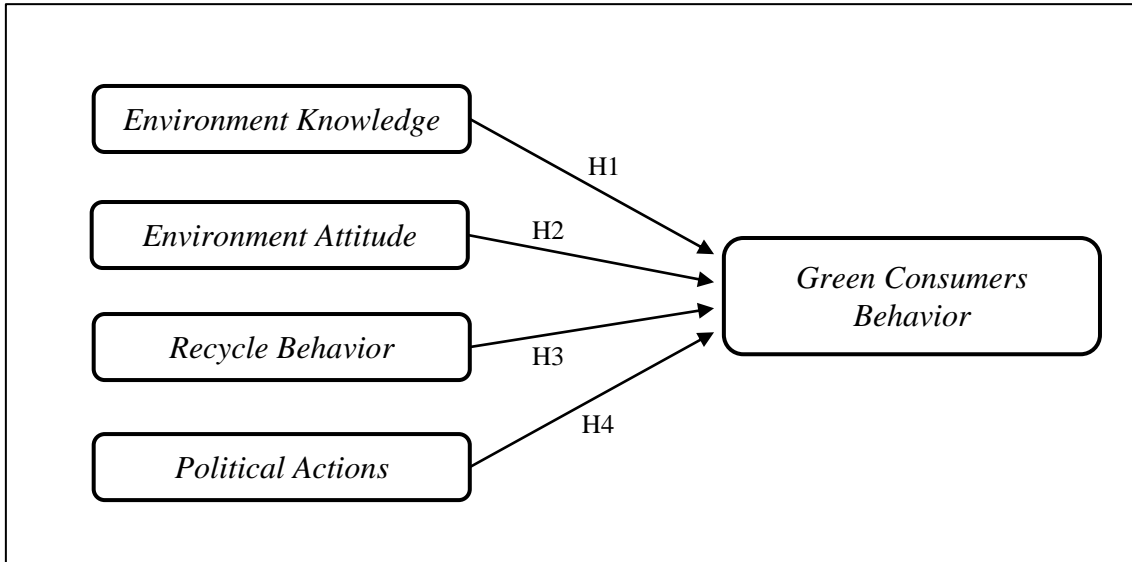 Environment Knowledge
H1
Environment Attitude
H2
Green Consumers
Behavior
Recycle Behavior
H3
Political Actions
H4